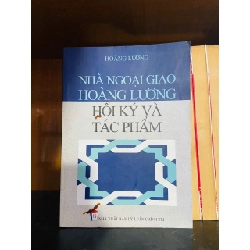 HOÀNG LƯƠNG
NHÀ NGOẠI GIAO
HOÀNG LƯƠNG
HỒI KÝ VÀ
TÁC PHẨM